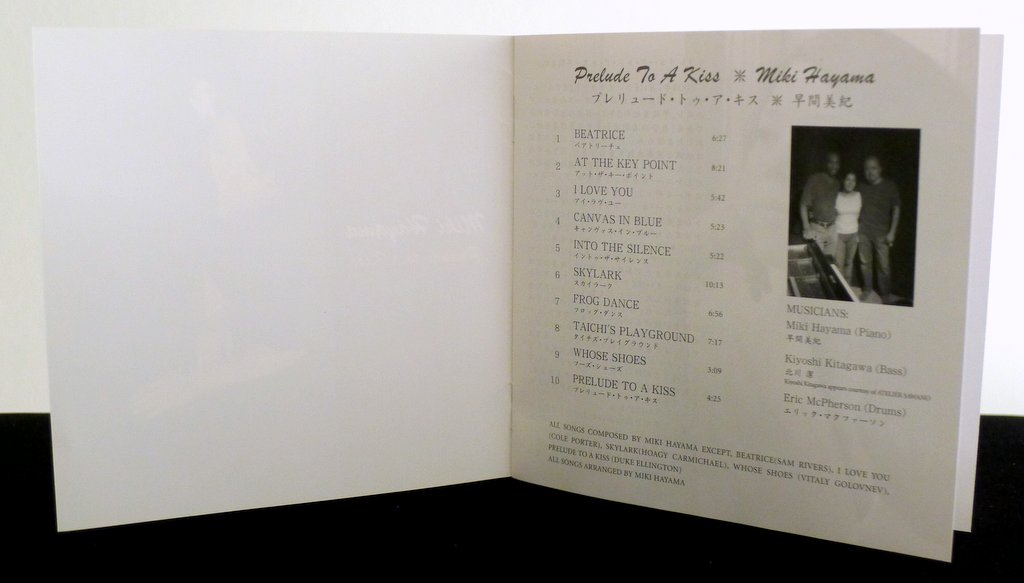 Prelude To A Kiss ※ Miki Hayama
プレリュード・トゥ・ア・キス ※ 早間美紀
1 BEATRICE 6:27
ベアトリーチェ
2 AT THE KEY POINT 8:21
アット・ザ・キー・ポイント
3 I LOVE YOU 5:42
アイ・ラヴ・ユー
4 CANVAS IN BLUE 5:23
キャンヴァス・イン・ブルー
5 INTO THE SILENCE 5:22
イントゥ・ザ・サイレンス
6 SKYLARK 10:13
スカイラーク
7 FROG DANCE 6:56
フロッグ・ダンス
8 TAICHI'S PLAYGROUND 7:17
タイチズ・プレイグラウンド
9 WHOSE SHOES 3:09
フーズ・シューズ
10 PRELUDE TO A KISS 4:25
プレリュード・トゥ・ア・キス
MUSICIANS:
Miki Hayama (Piano)
早間美紀
Kiyoshi Kitagawa (Bass)
北川 潔
Kiyoshi Kitagawa appears courtesy of ATELIER SAWANO
Eric McPherson (Drums)
エリック・マクファーソン
ALL SONGS COMPOSED BY MIKI HAYAMA EXCEPT, BEATRICE(SAM RIVERS), I LOVE YOU
(COLE PORTER), SKYLARK(HOAGY CARMICHAEL), WHOSE SHOES (VITALY GOLOVNEV),
PRELUDE TO A KISS (DUKE ELLINGTON)
ALL SONGS ARRANGED BY MIKI HAYAMA